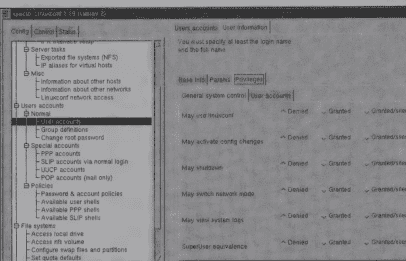 Config Control Status
Server tasks
Exported file systems (NFS)
IP aliases for virtual hosts
Misc
Information about other hosts
Information about other networks
Linuxconf network access
Users accounts
Normal
User accounts
Group definitions
Change root password
Special accounts
PPP accounts
SLIP accounts via normal login
UUCP accounts
POP accounts (mail only)
Policies
Password & account policies
Available user shells
Available PPP shells
Available SLIP shells
File systems
Access local drive
Access nfs volume
Configure swap files and partitions
Set quota defaults
Users accounts User information
You must specify at least the login name
and the full name
Base info Params Privileges
General system control User accounts
May use linuxconf Denied Granted
May activate config changes Denied Granted
May shutdown Denied Granted
May switch network mode Denied Granted
May view system logs Denied Granted
SuperUser equivalence Denied Granted